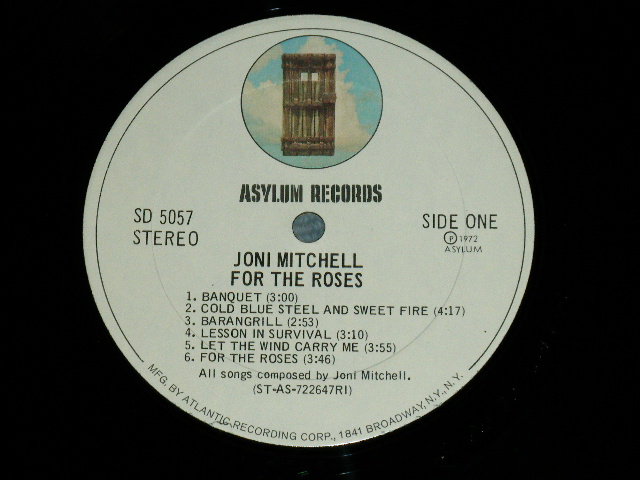 ASYLUM RECORDS
SD 5057
STEREO
SIDE ONE
Ⓟ 1972
ASYLUM
JONI MITCHELL
FOR THE ROSES
1. BANQUET (3:00)
2. COLD BLUE STEEL AND SWEET FIRE (4:17)
3. BARANGRILL (2:53)
4. LESSON IN SURVIVAL (3:10)
5. LET THE WIND CARRY ME (3:55)
6. FOR THE ROSES (3:46)
All songs composed by Joni Mitchell.
(ST-AS-722647RI)
MFG. BY ATLANTIC RECORDING CORP., 1841 BROADWAY, N.Y., N.Y.